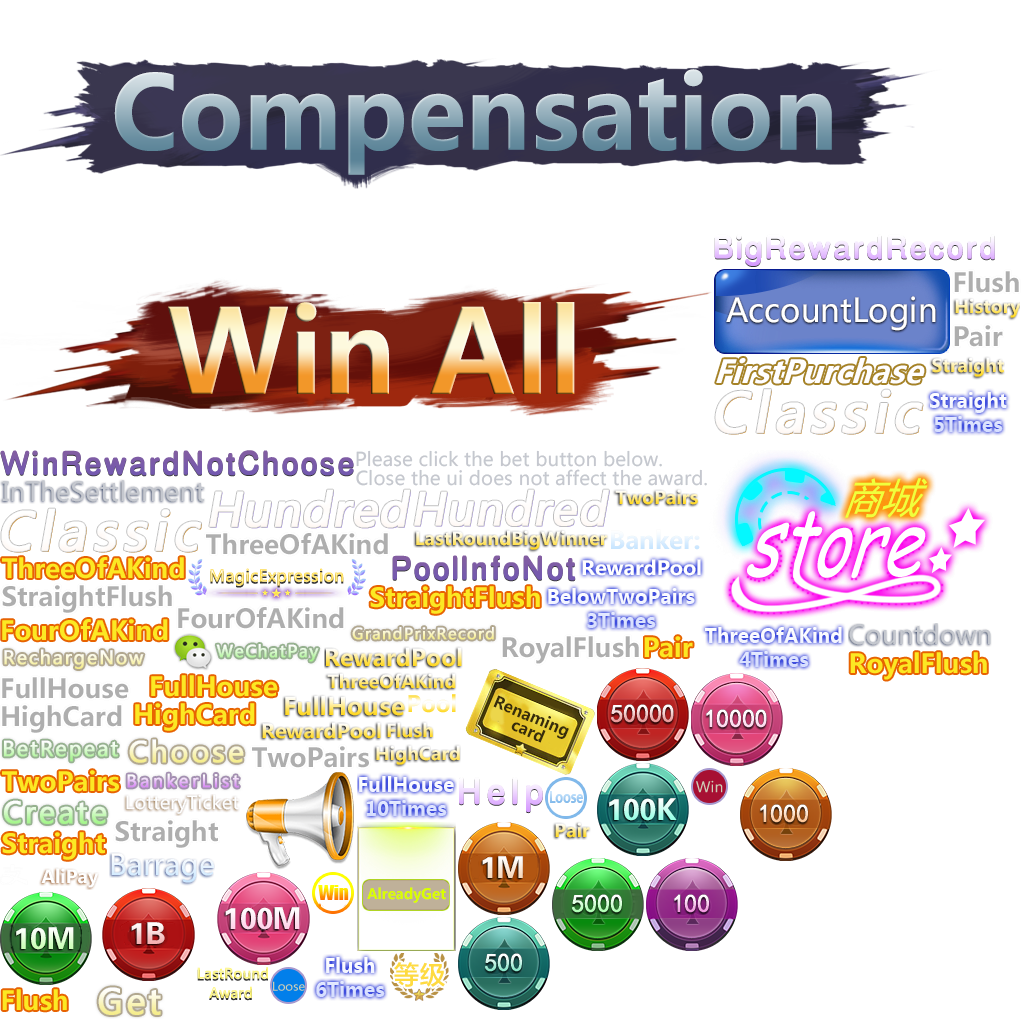 Compensation
BigRewardRecord
AccountLogin
Flush
History
Pair
Win All
FirstPurchase
Straight
Classic
Straight
5Times
WinRewardNotChoose
Please click the bet button below.
Close the ui does not affect the award.
InTheSettlement
Classic
Hundred
Hundred
TwoPairs
商城
store
ThreeOfAKind
LastRoundBigWinner
Banker:
ThreeOfAKind
MagicExpression
PoolInfoNot
RewardPool
StraightFlush
StraightFlush
BelowTwoPairs
3Times
FourOfAKind
FourOfAKind
GrandPrixRecord
ThreeOfAKind
4Times
Countdown
RechargeNow
WeChatPay
RewardPool
RoyalFlush
Pair
RoyalFlush
FullHouse
FullHouse
ThreeOfAKind
HighCard
HighCard
FullHouse
Pool
Renaming
card
50000
10000
RewardPool
Flush
BetRepeat
Choose
TwoPairs
HighCard
TwoPairs
BankerList
FullHouse
10Times
Help
Loose
100K
Win
1000
Create
LotteryTicket
Straight
Straight
Pair
Barrage
AliPay
Win
AlreadyGet
1M
5000
100
10M
1B
100M
500
LastRound
Award
Loose
Flush
6Times
等级
Flush
Get